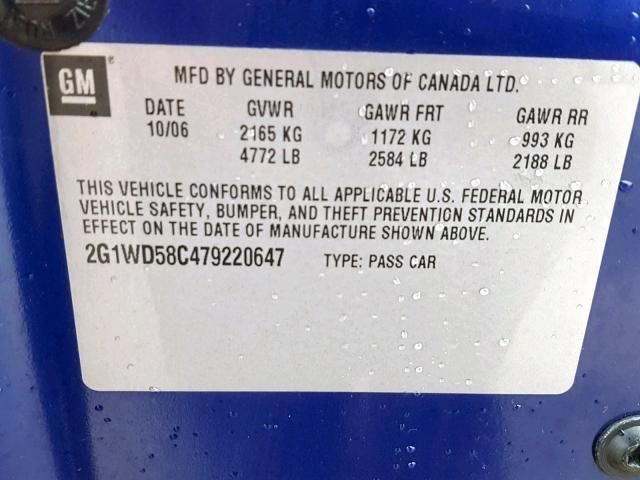 GM
MFD BY GENERAL MOTORS OF CANADA LTD.
DATE GVWR GAWR FRT GAWR RR
10/06 2165 KG 1172 KG 993 KG
4772 LB 2584 LB 2188 LB
THIS VEHICLE CONFORMS TO ALL APPLICABLE U.S. FEDERAL MOTOR
VEHICLE SAFETY, BUMPER, AND THEFT PREVENTION STANDARDS IN
EFFECT ON THE DATE OF MANUFACTURE SHOWN ABOVE.
2G1WD58C479220647 TYPE: PASS CAR